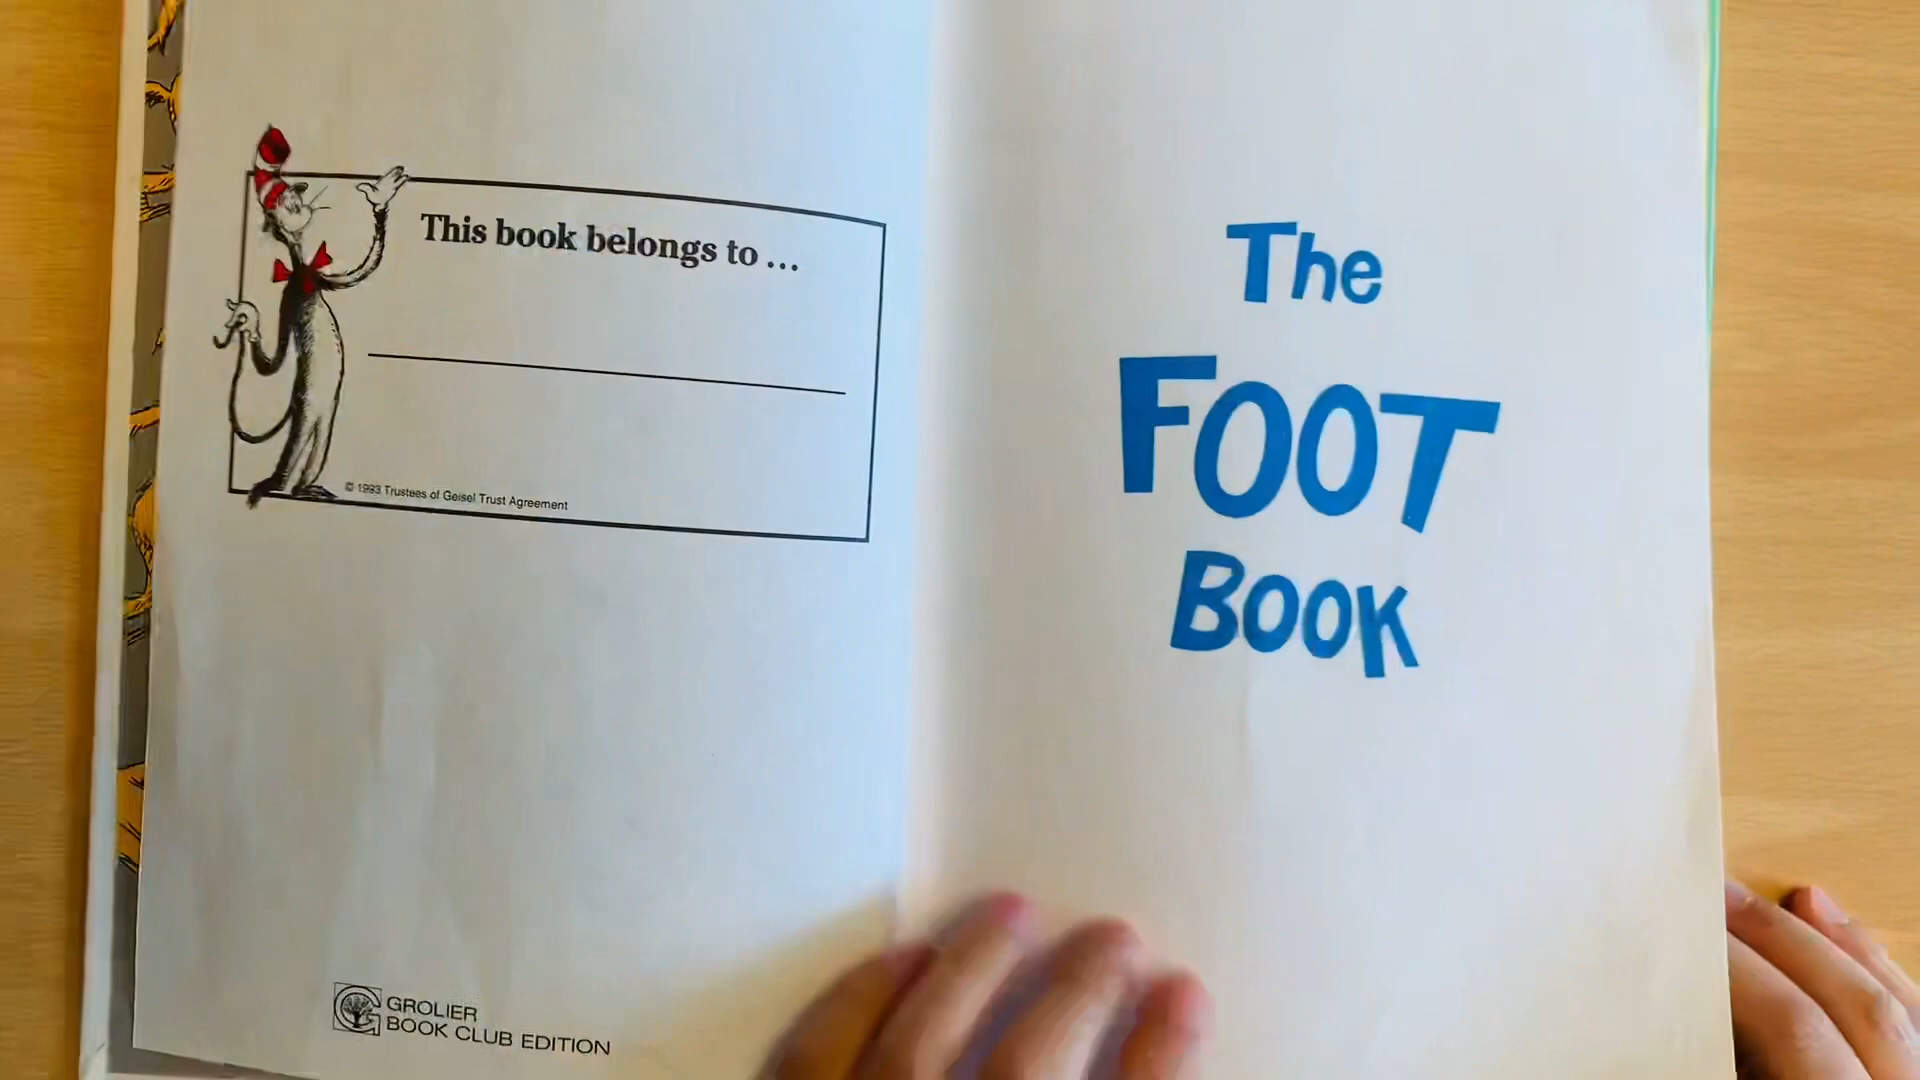 This book belongs to ...
© 1993 Trustees of Geisel Trust Agreement
GROLIER
BOOK CLUB EDITION
The
FOOT
BOOK